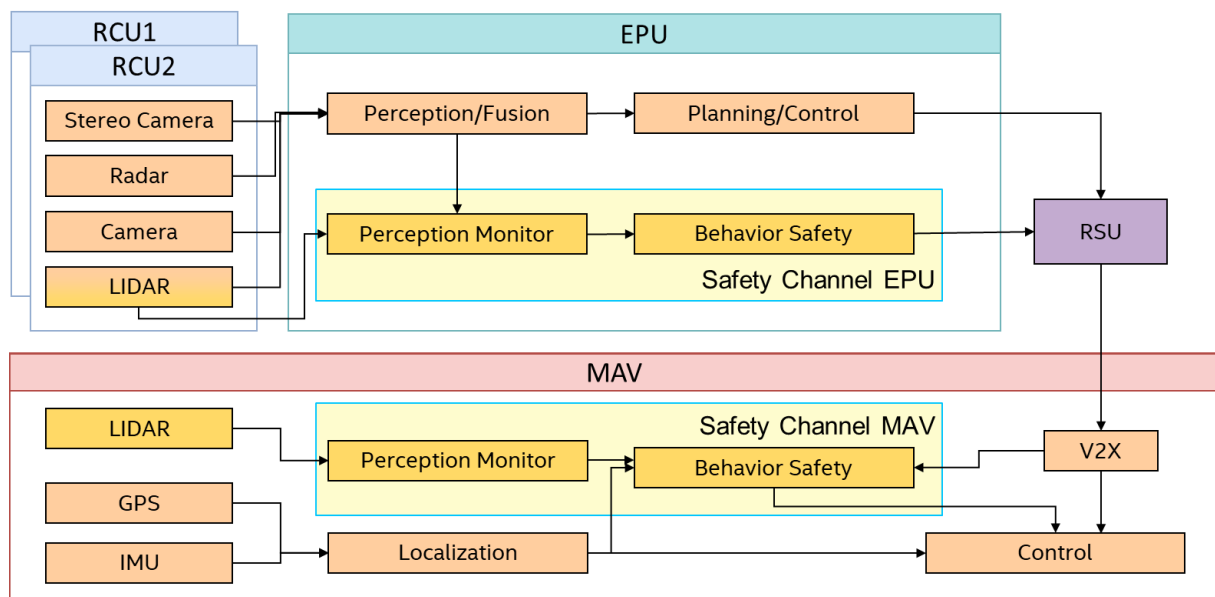 RCU1
RCU2
EPU
Stereo Camera
Perception/Fusion
Planning/Control
Radar
Camera
Perception Monitor
Behavior Safety
RSU
LIDAR
Safety Channel EPU
MAV
LIDAR
Safety Channel MAV
Perception Monitor
Behavior Safety
V2X
GPS
IMU
Localization
Control